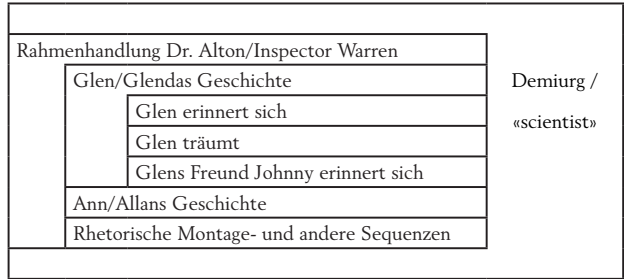 Rahmenhandlung Dr. Alton/Inspector Warren
Glen/Glendas Geschichte
Glen erinnert sich
Glen träumt
Glens Freund Johnny erinnert sich
Ann/Allans Geschichte
Rhetorische Montage- und andere Sequenzen
Demiurg /
«scientist»